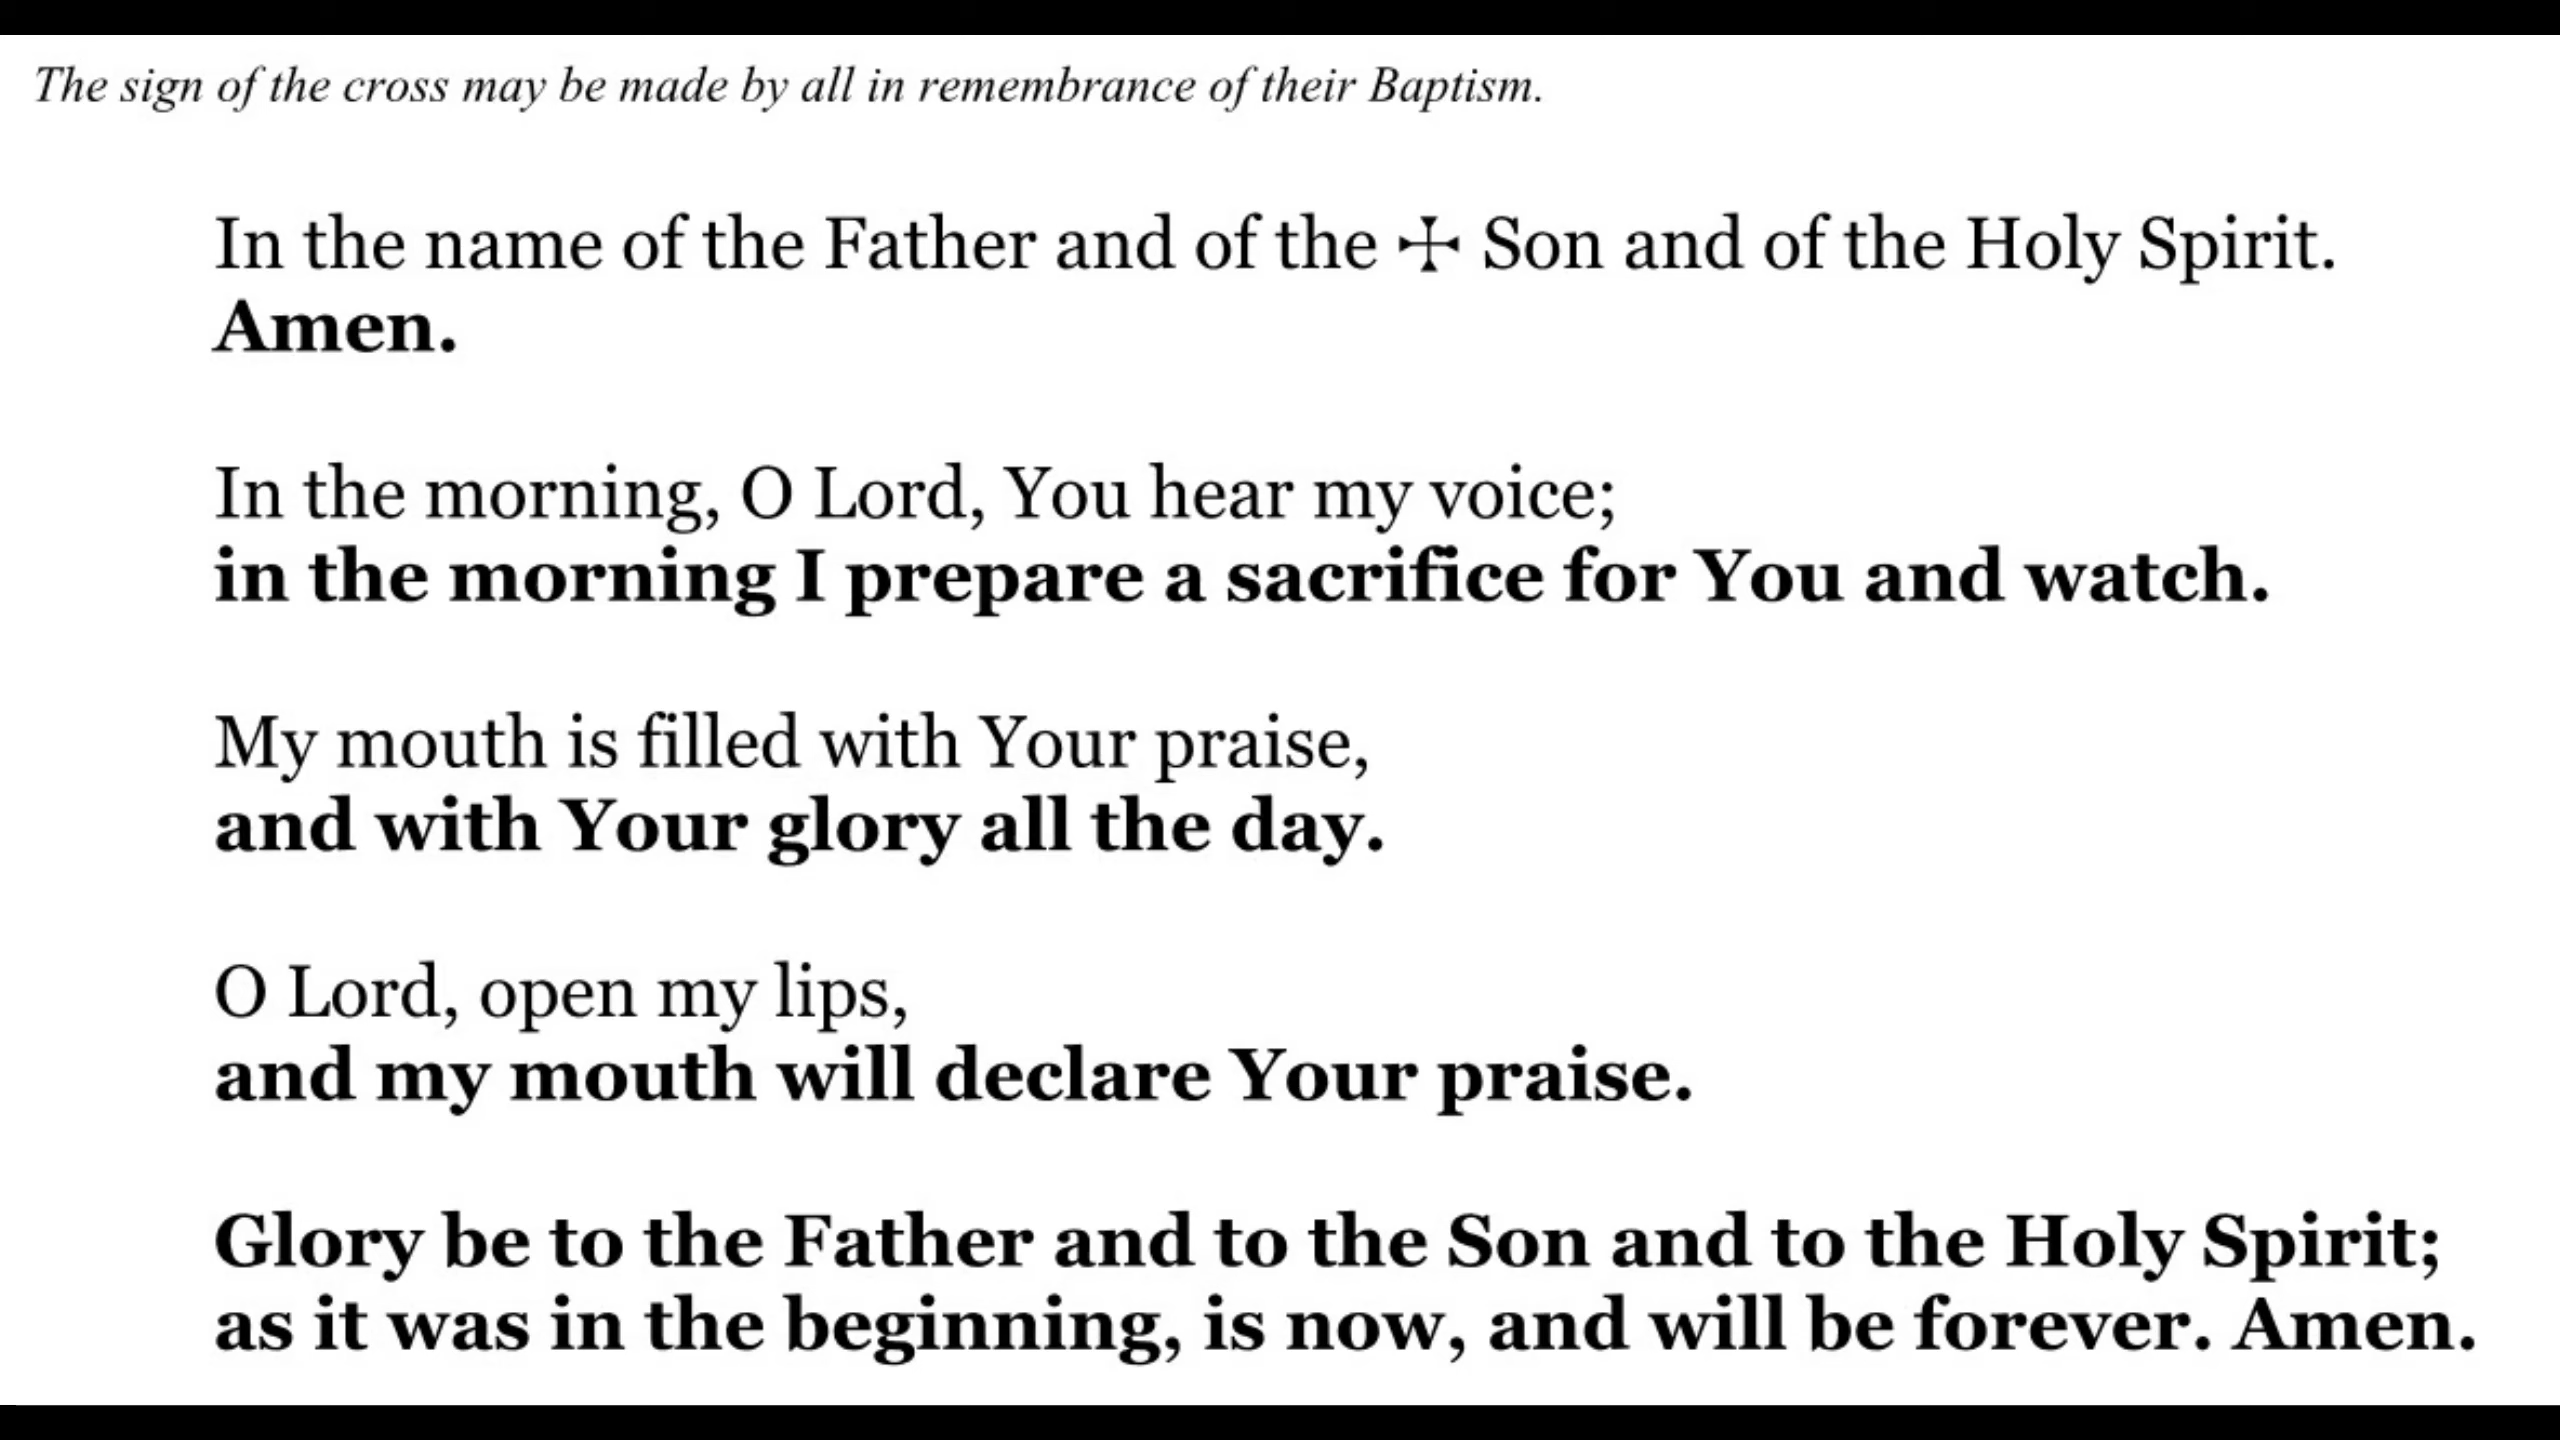 The sign of the cross may be made by all in remembrance of their Baptism.
In the name of the Father and of the ☩ Son and of the Holy Spirit.
Amen.
In the morning, O Lord, You hear my voice;
in the morning I prepare a sacrifice for You and watch.
My mouth is filled with Your praise,
and with Your glory all the day.
O Lord, open my lips,
and my mouth will declare Your praise.
Glory be to the Father and to the Son and to the Holy Spirit;
as it was in the beginning, is now, and will be forever. Amen.